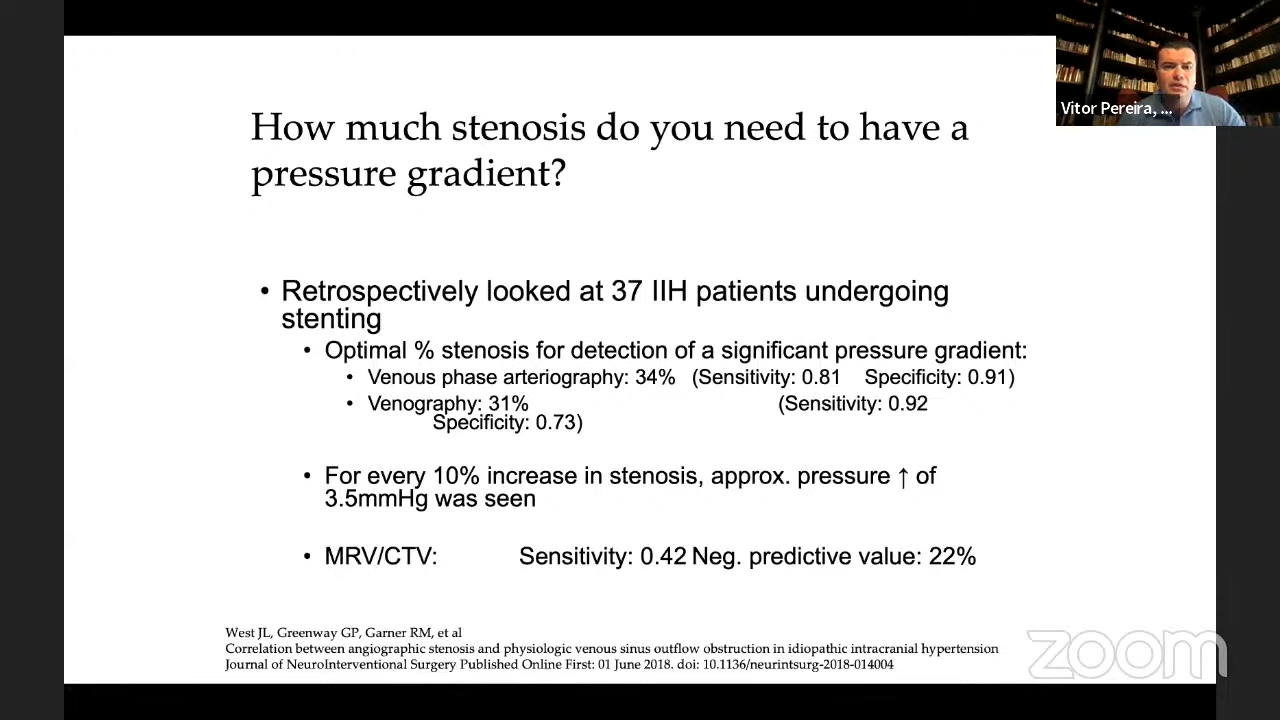 Vitor Pereira, ...
How much stenosis do you need to have a
pressure gradient?
• Retrospectively looked at 37 IIH patients undergoing
stenting
• Optimal % stenosis for detection of a significant pressure gradient:
• Venous phase arteriography: 34% (Sensitivity: 0.81 Specificity: 0.91)
• Venography: 31% (Sensitivity: 0.92
Specificity: 0.73)
• For every 10% increase in stenosis, approx. pressure ↑ of
3.5mmHg was seen
• MRV/CTV: Sensitivity: 0.42 Neg. predictive value: 22%
West JL, Greenway GP, Garner RM, et al
Correlation between angiographic stenosis and physiologic venous sinus outflow obstruction in idiopathic intracranial hypertension
Journal of NeuroInterventional Surgery Published Online First: 01 June 2018. doi: 10.1136/neurintsurg-2018-014004
zoom